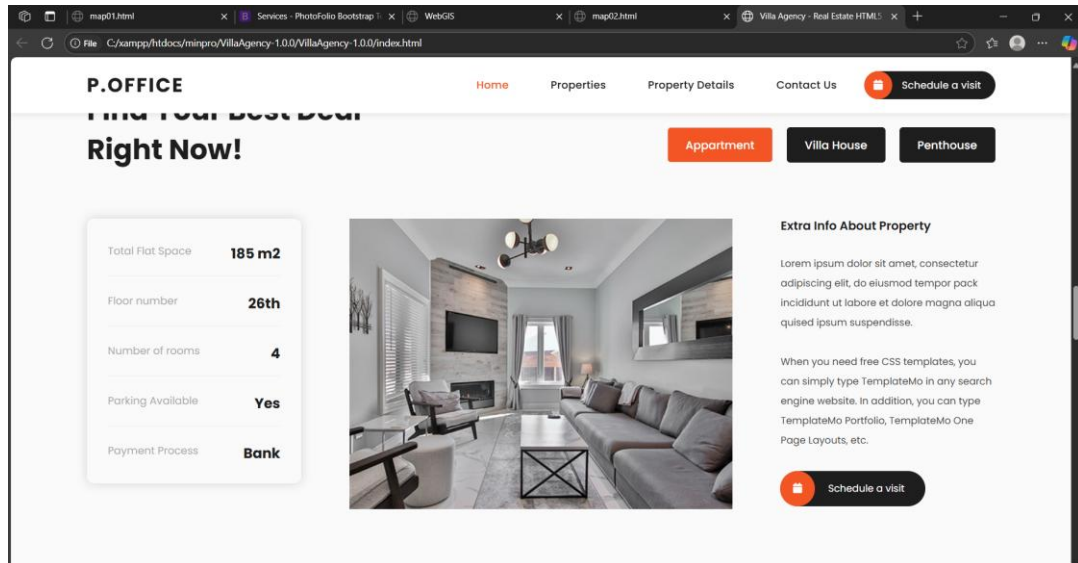 map01.html
Services - PhotoFolio Bootstrap Te
WebGIS
map02.html
Villa Agency - Real Estate HTML5
File C:/xampp/htdocs/minpro/VillaAgency-1.0.0/VillaAgency-1.0.0/index.html
P.OFFICE
Home Properties Property Details Contact Us Schedule a visit
Find Your Best Deal
Right Now!
Appartment Villa House Penthouse
Total Flat Space 185 m2
Floor number 26th
Number of rooms 4
Parking Available Yes
Payment Process Bank
Extra Info About Property
Lorem ipsum dolor sit amet, consectetur
adipiscing elit, do eiusmod tempor pack
incididunt ut labore et dolore magna aliqua
quised ipsum suspendisse.
When you need free CSS templates, you
can simply type TemplateMo in any search
engine website. In addition, you can type
TemplateMo Portfolio, TemplateMo One
Page Layouts, etc.
Schedule a visit